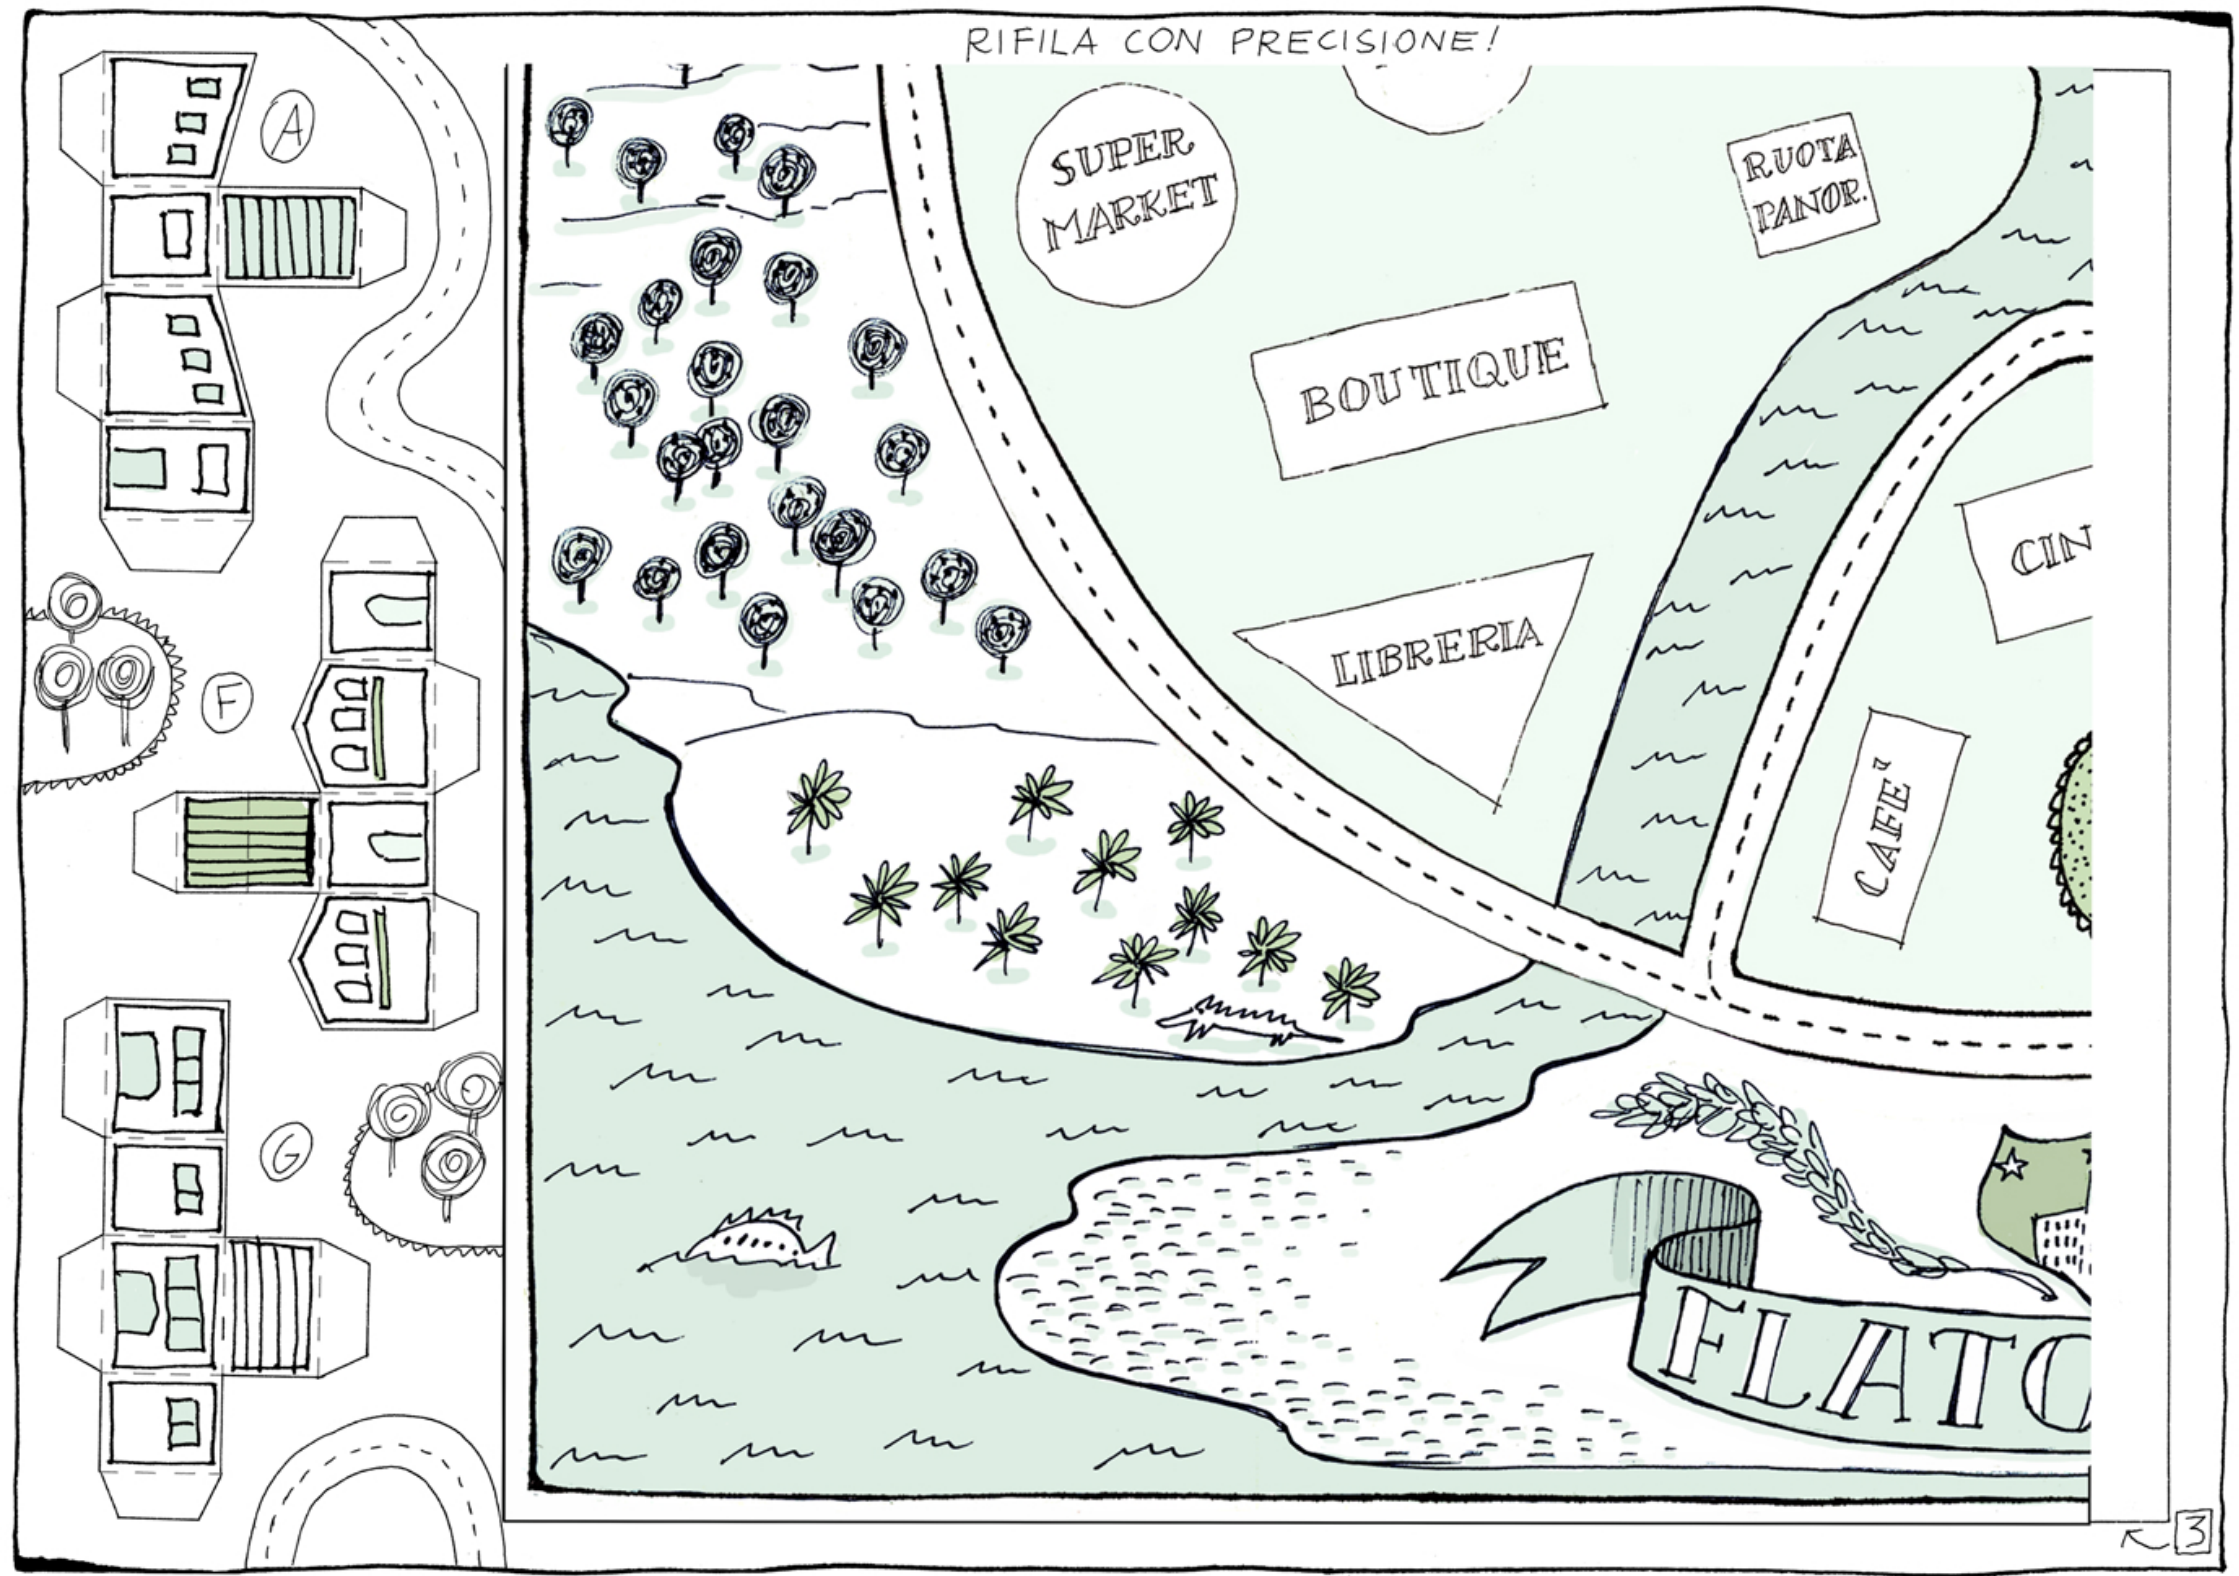 RIFILA CON PRECISIONE!
A
SUPER
MARKET
RUOTA
PANOR.
BOUTIQUE
CIN
LIBRERIA
F
CAFE"
G
FLATO
3